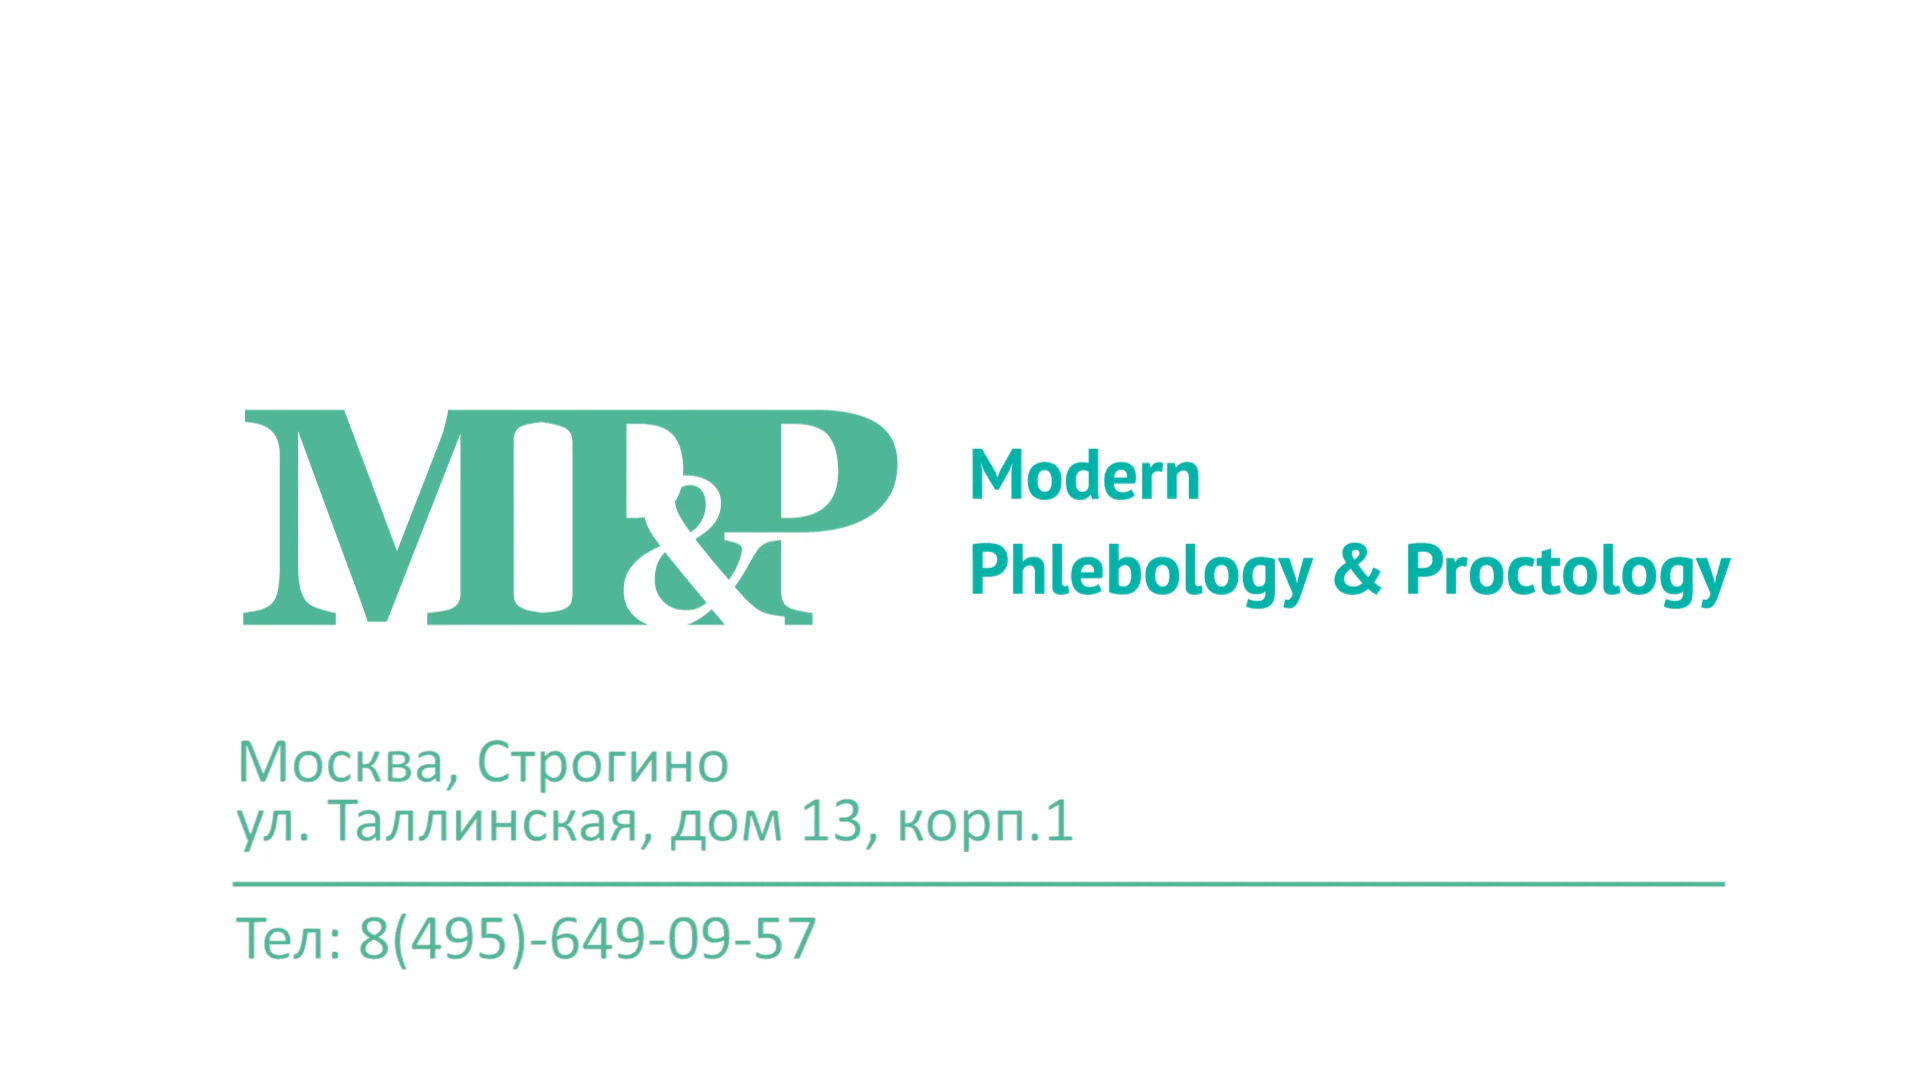 MP&P
Modern
Phlebology & Proctology
Москва, Строгино
ул. Таллинская, дом 13, корп.1
Тел: 8(495)-649-09-57